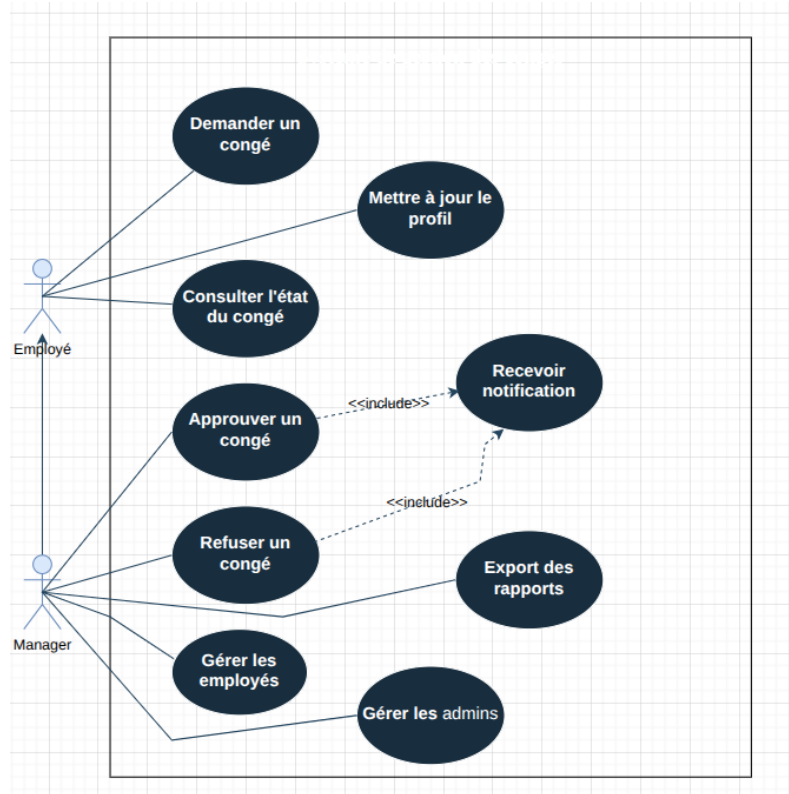 Demander un
congé
Mettre à jour le
profil
Consulter l'état
du congé
Employé
Recevoir
notification
<<include>>
Approuver un
congé
<<include>>
Refuser un
congé
Export des
rapports
Manager
Gérer les
employés
Gérer les admins